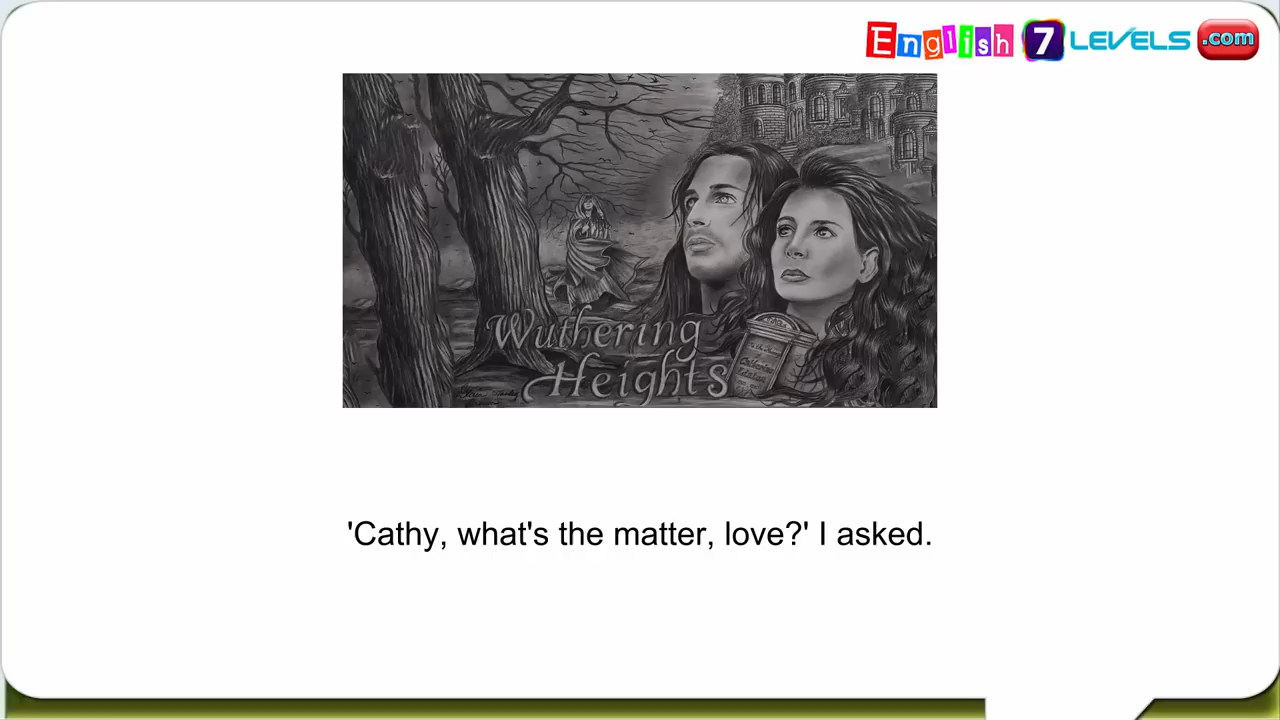 English 7 LEVELS .com
Wuthering
Heights
'Cathy, what's the matter, love?' I asked.